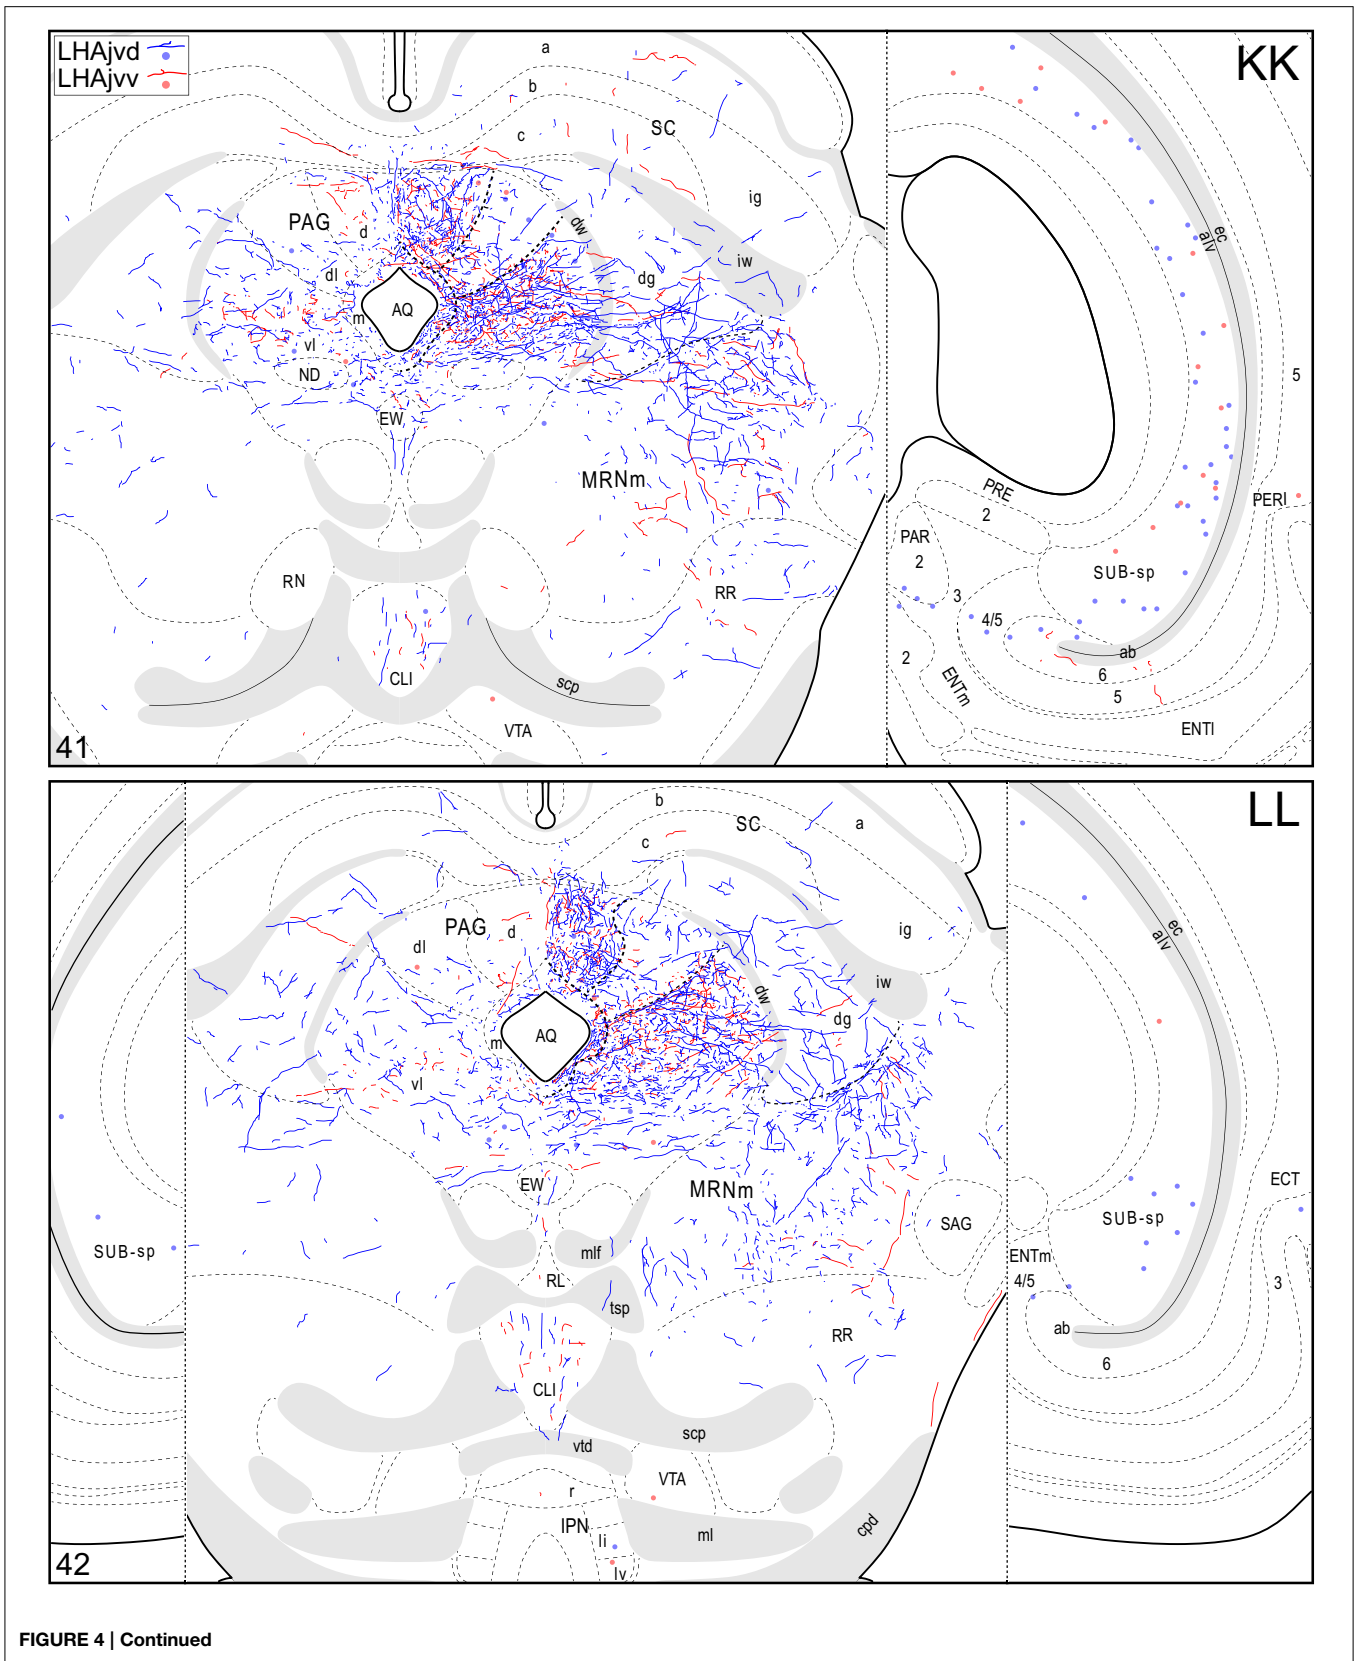 LHAjvd
LHAjvv
KK
a
b
c
SC
ig
iw
dw
dg
PAG
d
dl
m
AQ
vl
ND
EW
MRNm
RN
RR
CLI
scp
VTA
41
ec
alv
5
PRE
2
PERI
PAR
2
SUB-sp
3
4/5
2
ab
6
5
ENTm
ENTl
LL
b
a
SC
c
PAG
d
dl
ig
iw
dw
dg
m
AQ
vl
EW
MRNm
SAG
mlf
RL
tsp
RR
CLI
scp
vtd
VTA
r
IPN
li
ml
lv
cpd
SUB-sp
42
ec
alv
ECT
SUB-sp
ENTm
4/5
3
ab
6
FIGURE 4 | Continued